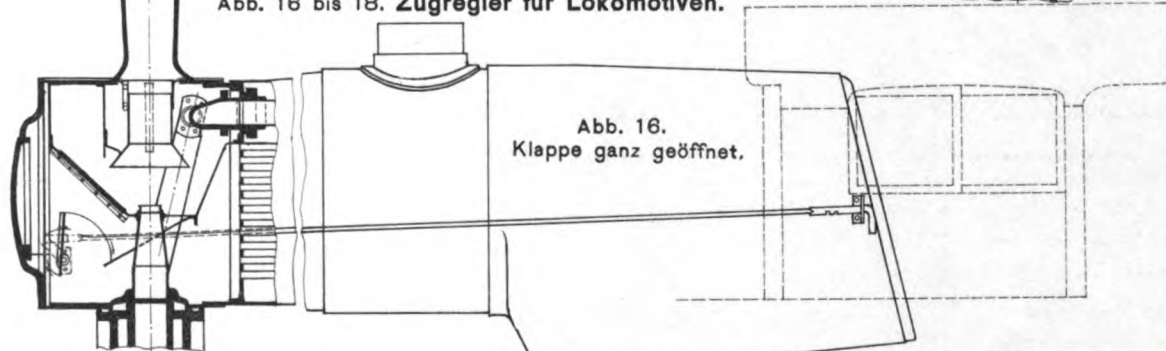 Abb. 16 bis 18. Zugregler für Lokomotiven.
Abb. 16.
Klappe ganz geöffnet.